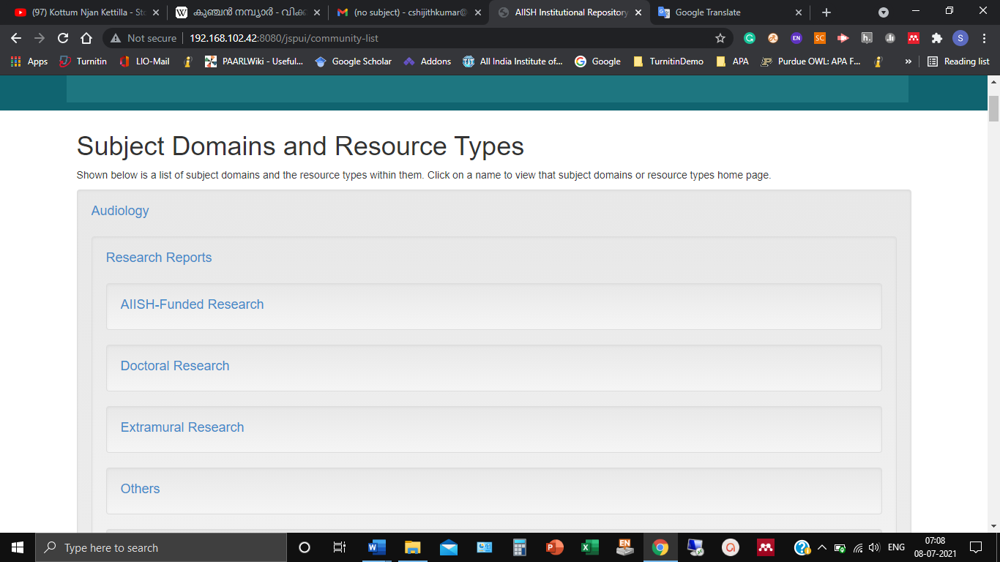 (97) Kottum Njan Kettilla - Sto
കുഞ്ചൻ നമ്പ്യാർ - വിക്ക
(no subject) - cshijithkumar@
AIISH Institutional Repository
Google Translate
Not secure 192.168.102.42:8080/jspui/community-list
EN
SC
h.
S
Apps Turnitin LIO-Mail PAARLWiki - Useful... Google Scholar Addons All India Institute of... Google TurnitinDemo APA Purdue OWL: APA F... » Reading list
Subject Domains and Resource Types
Shown below is a list of subject domains and the resource types within them. Click on a name to view that subject domains or resource types home page.
Audiology
Research Reports
AIISH-Funded Research
Doctoral Research
Extramural Research
Others
Type here to search
EN
ENG
07:08
08-07-2021